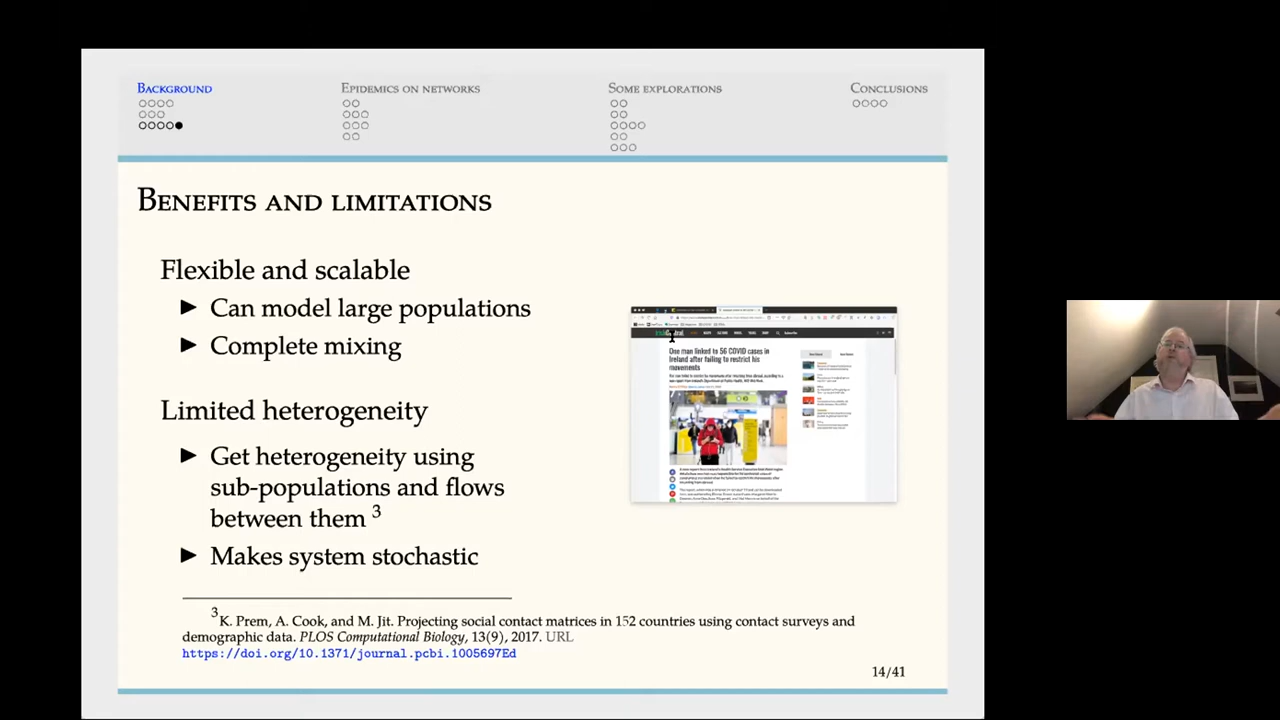 BACKGROUND
EPIDEMICS ON NETWORKS
SOME EXPLORATIONS
CONCLUSIONS
BENEFITS AND LIMITATIONS
Flexible and scalable
► Can model large populations
► Complete mixing
Limited heterogeneity
► Get heterogeneity using
sub-populations and flows
between them 3
► Makes system stochastic
One man linked to 56 COVID cases in
Ireland after failing to restrict his
movements
3K. Prem, A. Cook, and M. Jit. Projecting social contact matrices in 152 countries using contact surveys and
demographic data. PLOS Computational Biology, 13(9), 2017. URL
https://doi.org/10.1371/journal.pcbi.1005697Ed
14/41